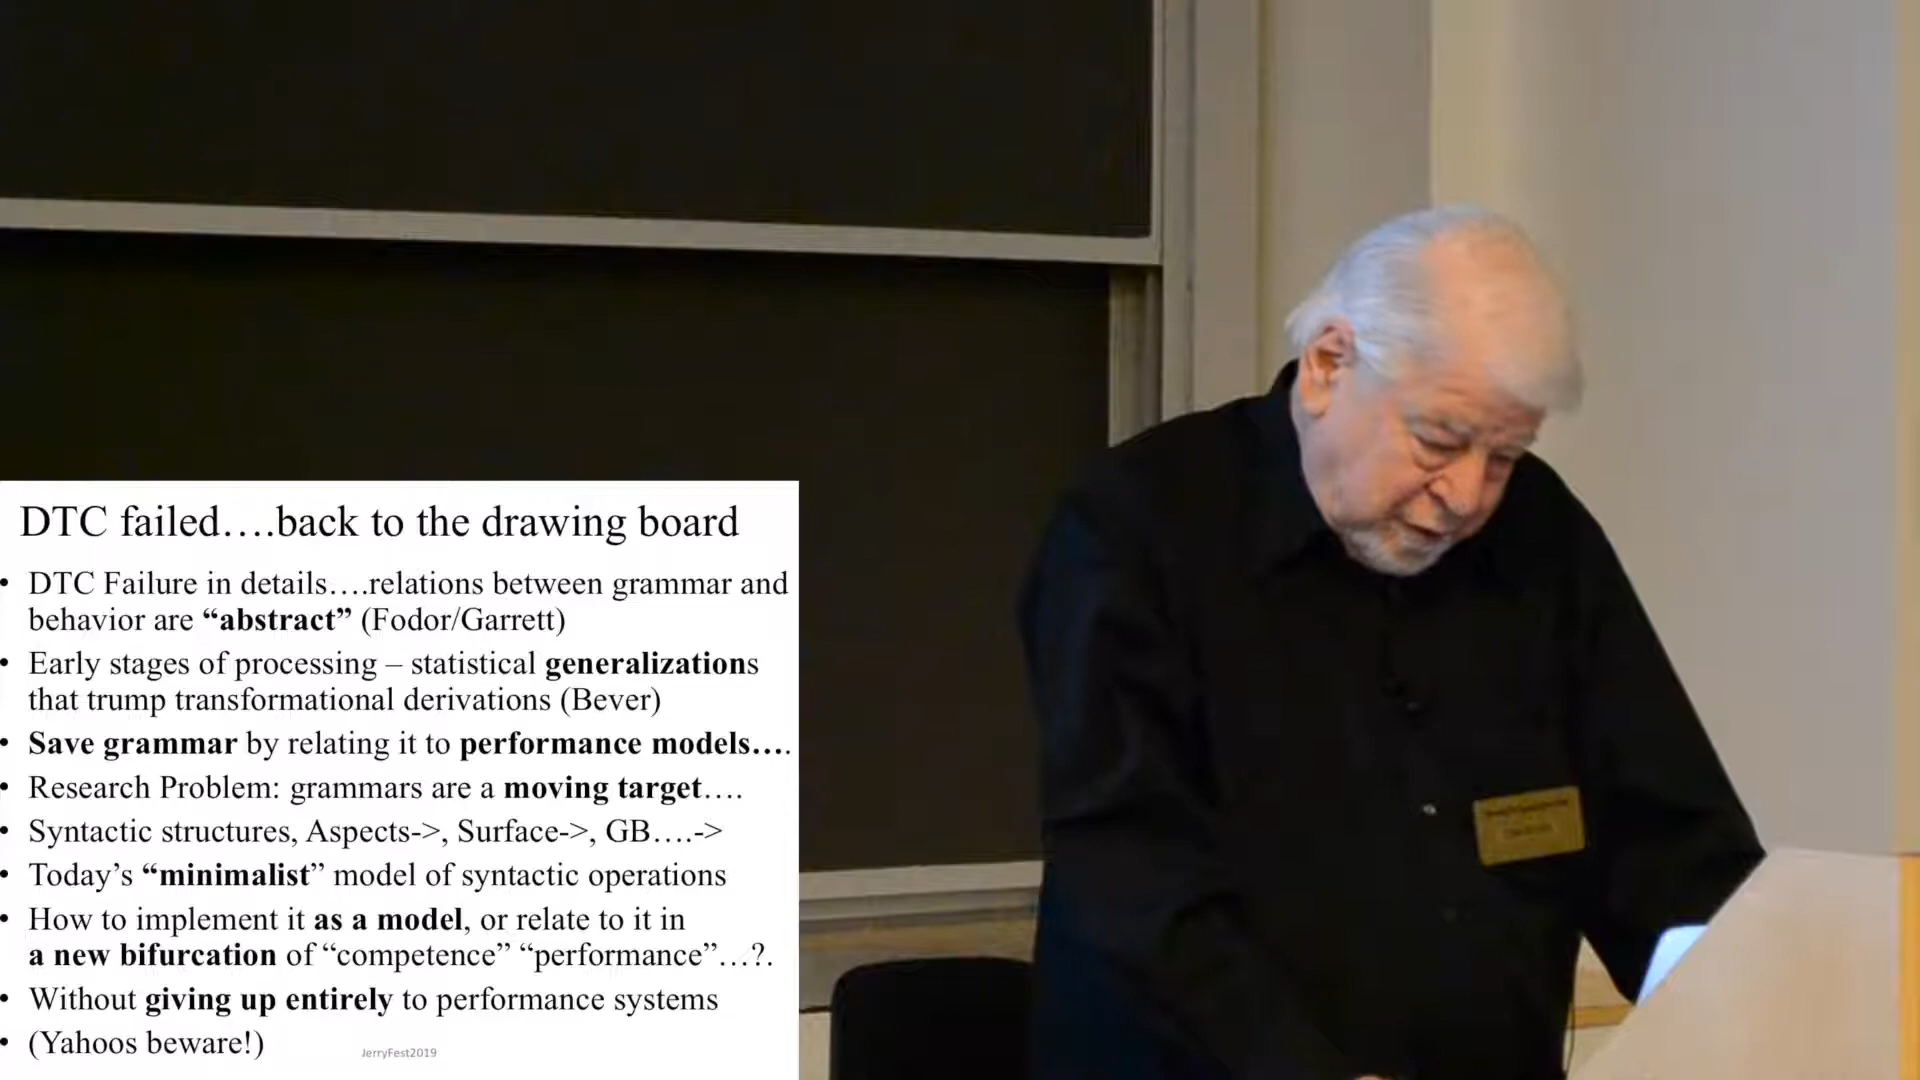 DTC failed….back to the drawing board
• DTC Failure in details….relations between grammar and
behavior are “abstract” (Fodor/Garrett)
• Early stages of processing – statistical generalizations
that trump transformational derivations (Bever)
• Save grammar by relating it to performance models….
• Research Problem: grammars are a moving target….
• Syntactic structures, Aspects->, Surface->, GB….->
• Today’s “minimalist” model of syntactic operations
• How to implement it as a model, or relate to it in
a new bifurcation of “competence” “performance”…?.
• Without giving up entirely to performance systems
• (Yahoos beware!)
JerryFest2019